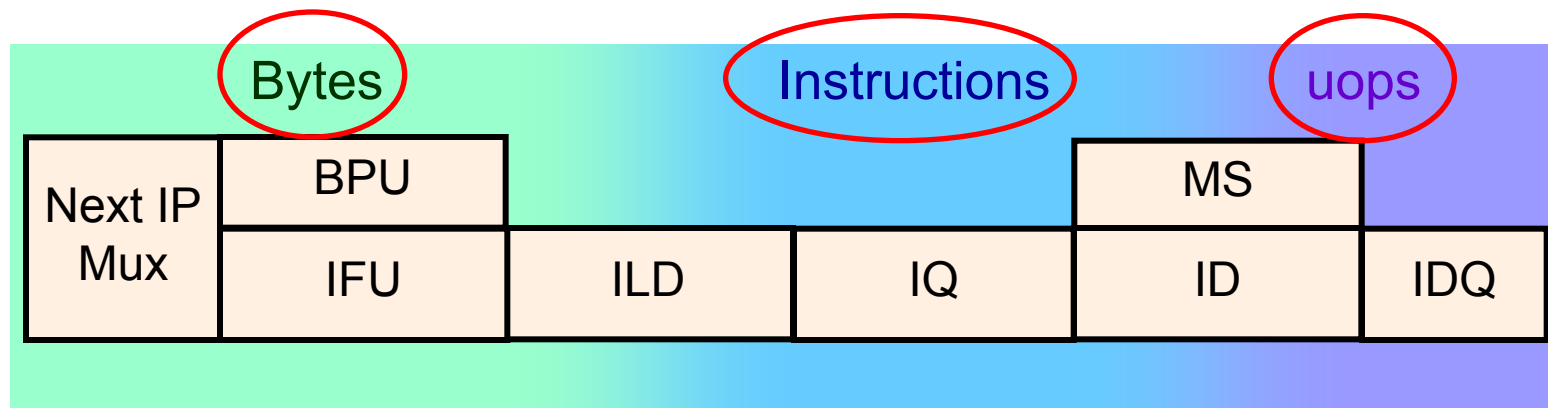 Bytes
Instructions
uops
Next IP
Mux
BPU
IFU
ILD
IQ
MS
ID
IDQ